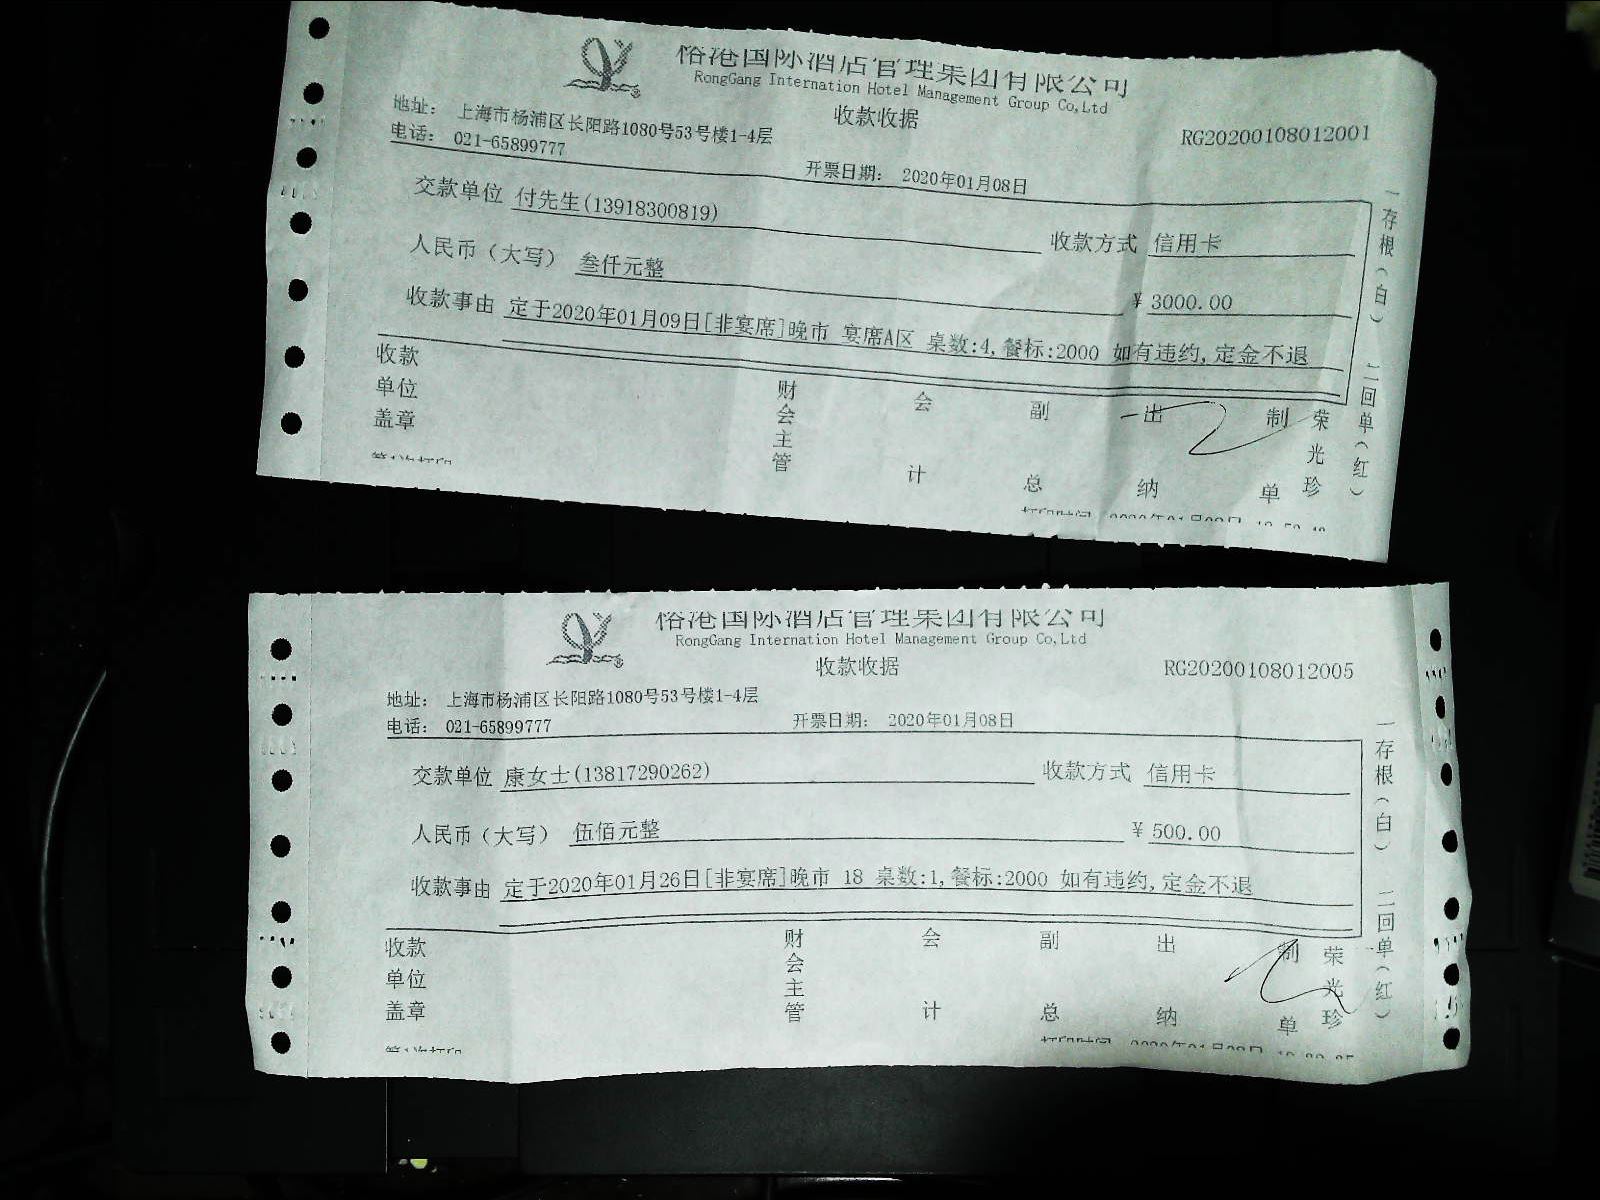 裕港国际酒店管理集团有限公司
RongGang Internation Hotel Management Group Co,Ltd
收款收据
RG20200108012001
地址: 上海市杨浦区长阳路1080号53号楼1-4层
电话: 021-65899777
开票日期: 2020年01月08日
交款单位 付先生(13918300819)
收款方式 信用卡
人民币(大写) 叁仟元整
¥ 3000.00
收款事由 定于2020年01月09日[非宴席]晚市 宴席A区 桌数:4,餐标:2000 如有违约,定金不退
一存根(白) 二回单(红)
收款单位盖章
财会主管
会计
副总
出纳
制单
荣光珍
第1次打印
裕港国际酒店管理集团有限公司
RongGang Internation Hotel Management Group Co,Ltd
收款收据
RG20200108012005
地址: 上海市杨浦区长阳路1080号53号楼1-4层
电话: 021-65899777
开票日期: 2020年01月08日
交款单位 康女士(13817290262)
收款方式 信用卡
人民币(大写) 伍佰元整
¥ 500.00
收款事由 定于2020年01月26日[非宴席]晚市 18 桌数:1,餐标:2000 如有违约,定金不退
一存根(白) 二回单(红)
收款单位盖章
财会主管
会计
副总
出纳
制单
荣光珍
第1次打印